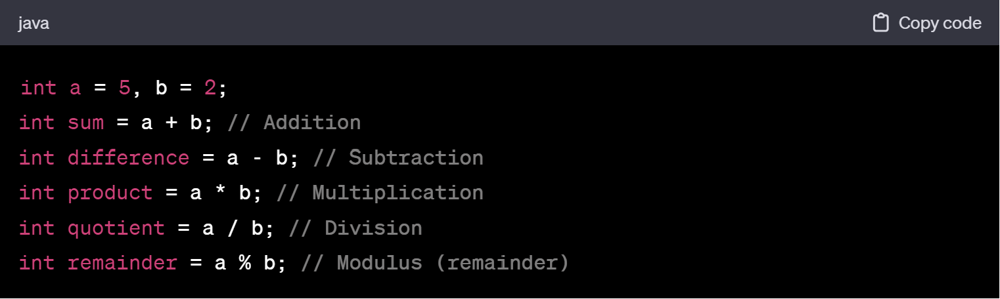 java
Copy code
int a = 5, b = 2;
int sum = a + b; // Addition
int difference = a - b; // Subtraction
int product = a * b; // Multiplication
int quotient = a / b; // Division
int remainder = a % b; // Modulus (remainder)